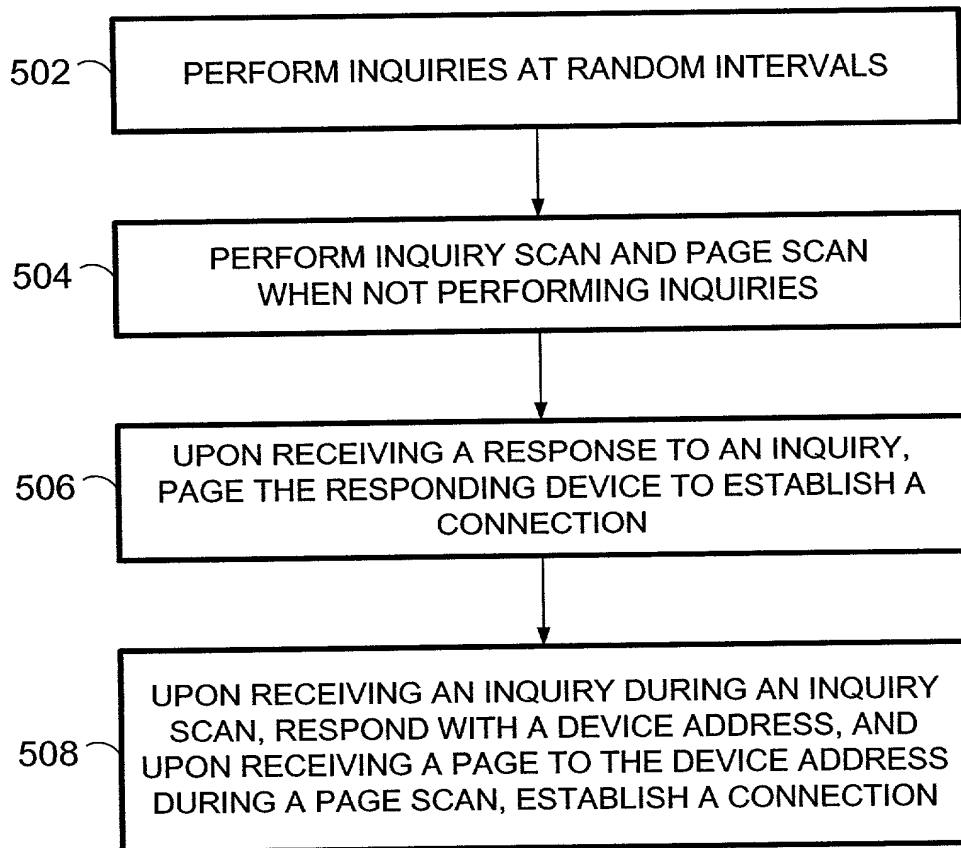 502
PERFORM INQUIRIES AT RANDOM INTERVALS
504
PERFORM INQUIRY SCAN AND PAGE SCAN
WHEN NOT PERFORMING INQUIRIES
506
UPON RECEIVING A RESPONSE TO AN INQUIRY,
PAGE THE RESPONDING DEVICE TO ESTABLISH A
CONNECTION
508
UPON RECEIVING AN INQUIRY DURING AN INQUIRY
SCAN, RESPOND WITH A DEVICE ADDRESS, AND
UPON RECEIVING A PAGE TO THE DEVICE ADDRESS
DURING A PAGE SCAN, ESTABLISH A CONNECTION